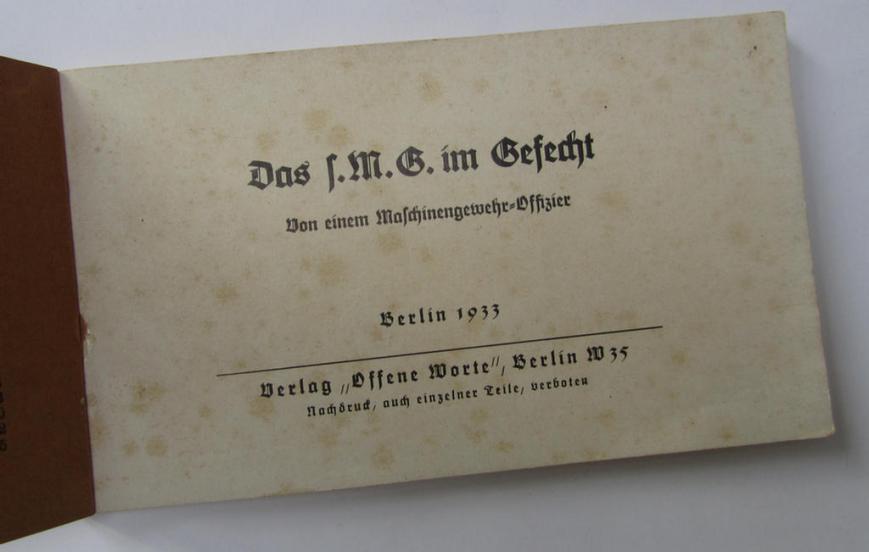 Das ſ.M.G. im Gefecht
Von einem Maſchinengewehr-Offizier
Berlin 1933
Verlag „Offene Worte“, Berlin W 35
Nachdruck, auch einzelner Teile, verboten